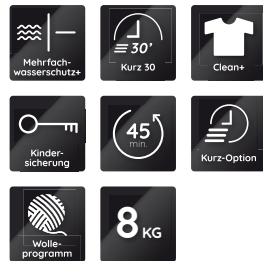 Mehrfach-
wasserschutz+
30'
Kurz 30
Clean+
Kinder-
sicherung
45
min.
Kurz-Option
Wolle-
programm
8 KG